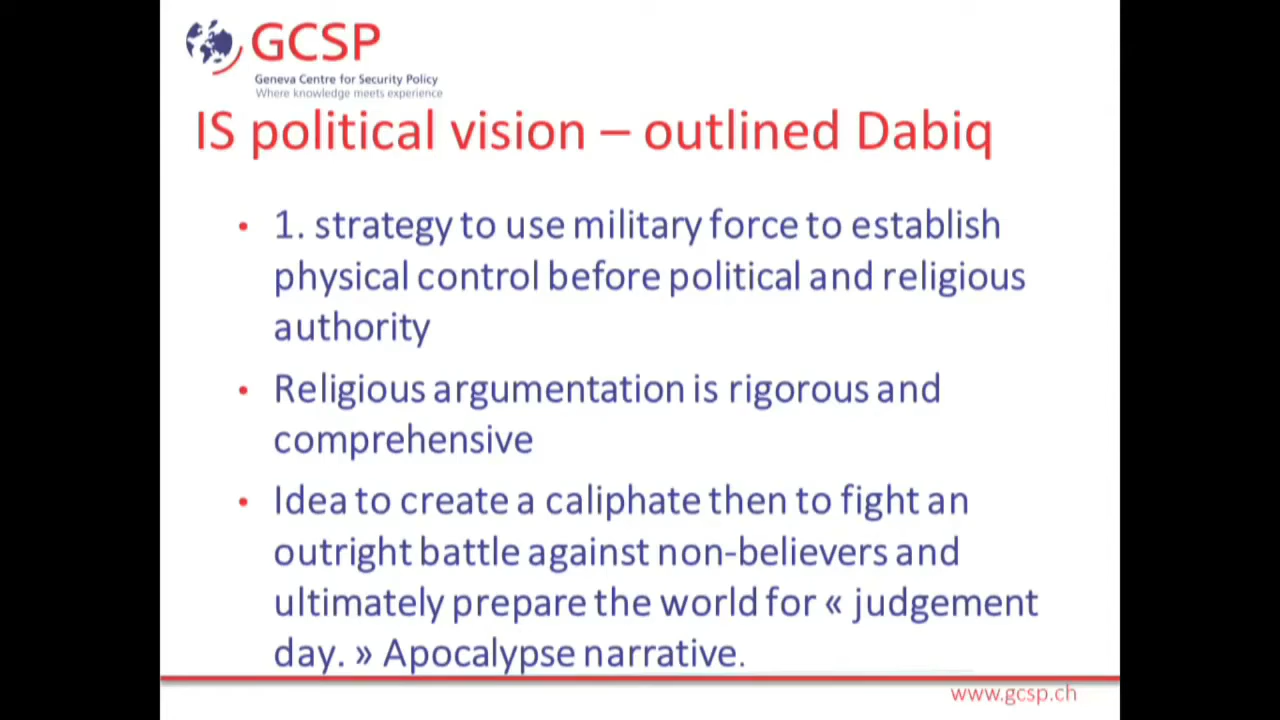 GCSP
Geneva Centre for Security Policy
Where knowledge meets experience
IS political vision – outlined Dabiq
• 1. strategy to use military force to establish
physical control before political and religious
authority
• Religious argumentation is rigorous and
comprehensive
• Idea to create a caliphate then to fight an
outright battle against non-believers and
ultimately prepare the world for « judgement
day. » Apocalypse narrative.
www.gcsp.ch